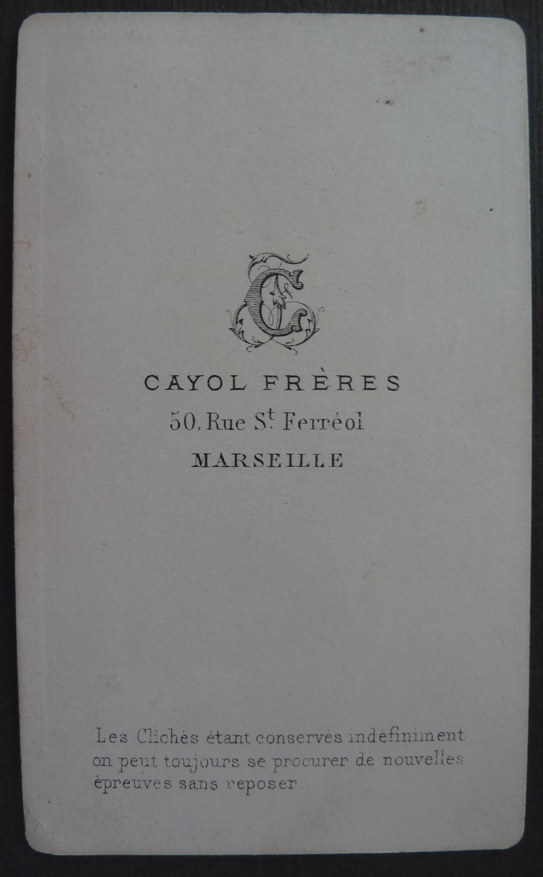 CAYOL FRÈRES
50, Rue St. Ferréol
MARSEILLE
Les Clichés étant conservés indéfiniment
on peut toujours se procurer de nouvelles
épreuves sans reposer.